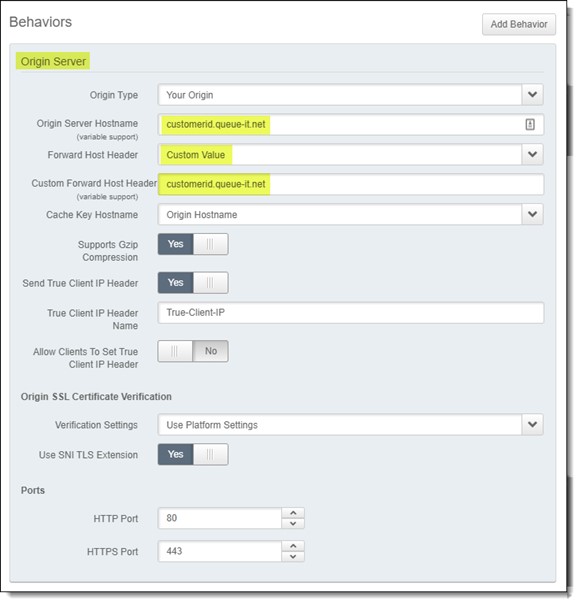 Behaviors
Add Behavior
Origin Server
Origin Type
Your Origin
Origin Server Hostname
(variable support)
customerid.queue-it.net
Forward Host Header
Custom Value
Custom Forward Host Header
(variable support)
customerid.queue-it.net
Cache Key Hostname
Origin Hostname
Supports Gzip
Compression
Yes
Send True Client IP Header
Yes
True Client IP Header
Name
True-Client-IP
Allow Clients To Set True
Client IP Header
No
Origin SSL Certificate Verification
Verification Settings
Use Platform Settings
Use SNI TLS Extension
Yes
Ports
HTTP Port
80
HTTPS Port
443